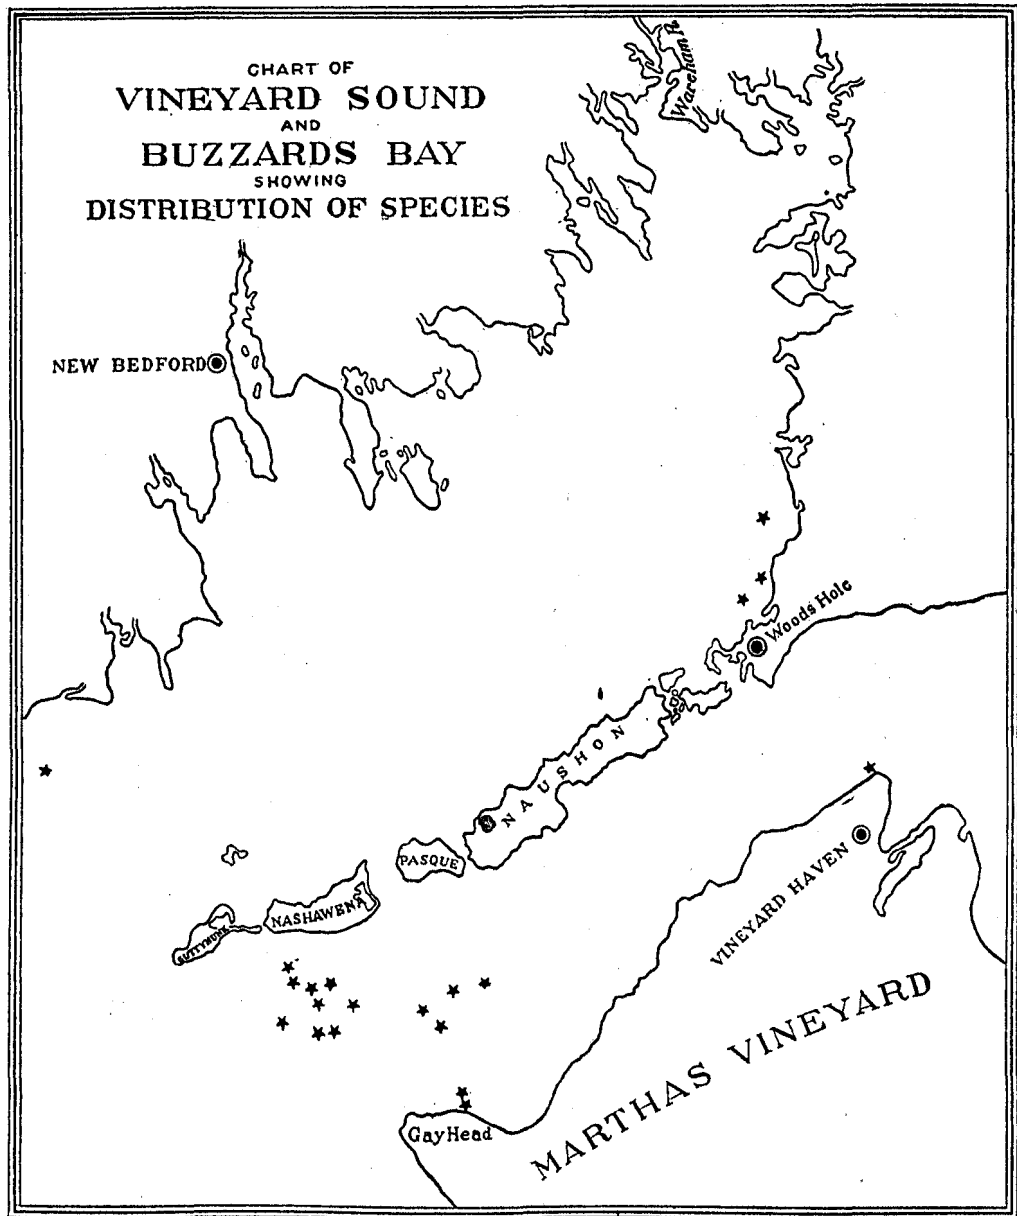 CHART OF
VINEYARD SOUND
AND
BUZZARDS BAY
SHOWING
DISTRIBUTION OF SPECIES
Wareham R.
NEW BEDFORD
Woods Hole
NAUSHON
PASQUE
NASHAWENA
CUTTYHUNK
VINEYARD HAVEN
MARTHAS VINEYARD
Gay Head